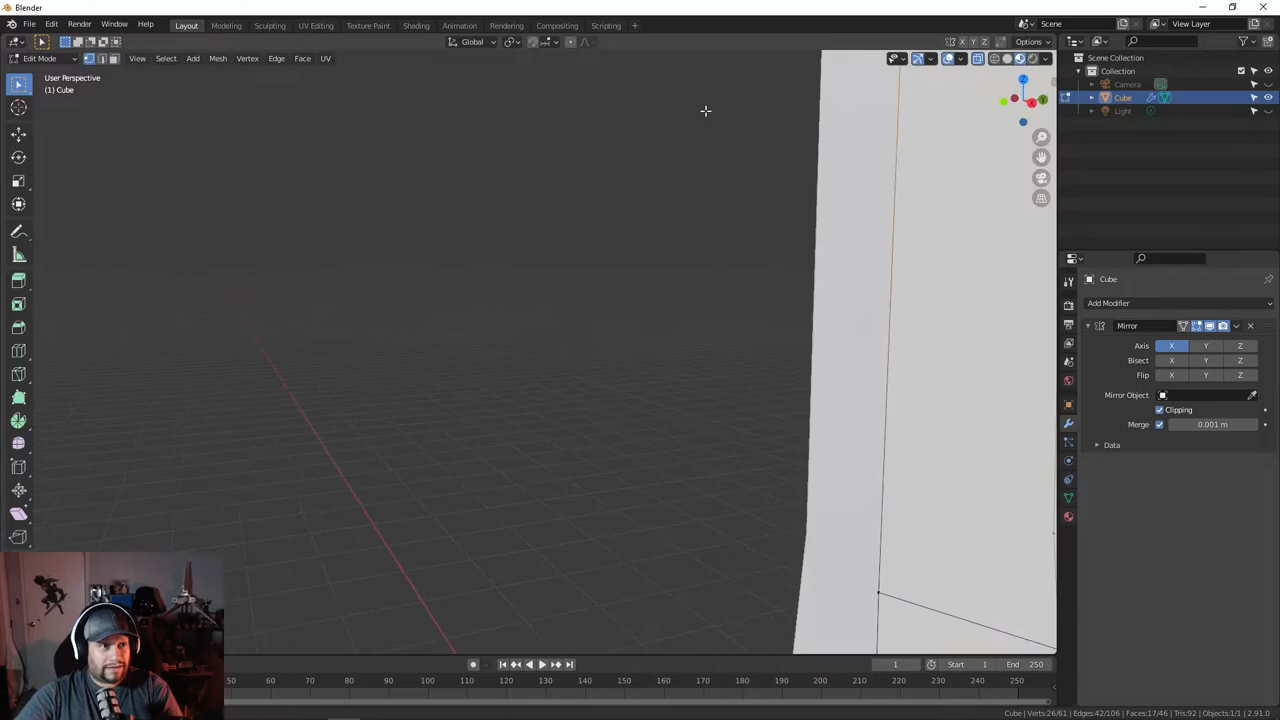 Blender
File Edit Render Window Help Layout Modeling Sculpting UV Editing Texture Paint Shading Animation Rendering Compositing Scripting + Scene View Layer
Global X Y Z Options
Edit Mode View Select Add Mesh Vertex Edge Face UV
User Perspective
(1) Cube
Z
X Y
Scene Collection
Collection
Camera
Cube
Light
Cube
Add Modifier
Mirror
Axis X Y Z
Bisect X Y Z
Flip X Y Z
Mirror Object
Clipping
Merge 0.001 m
Data
1 Start 1 End 250
50 60 70 80 90 100 110 120 130 140 150 160 170 180 190 200 210 220 230 240 250
Cube | Verts:26/61 | Edges:42/106 | Faces:17/46 | Tris:92 | Objects:1/1 | 2.91.0